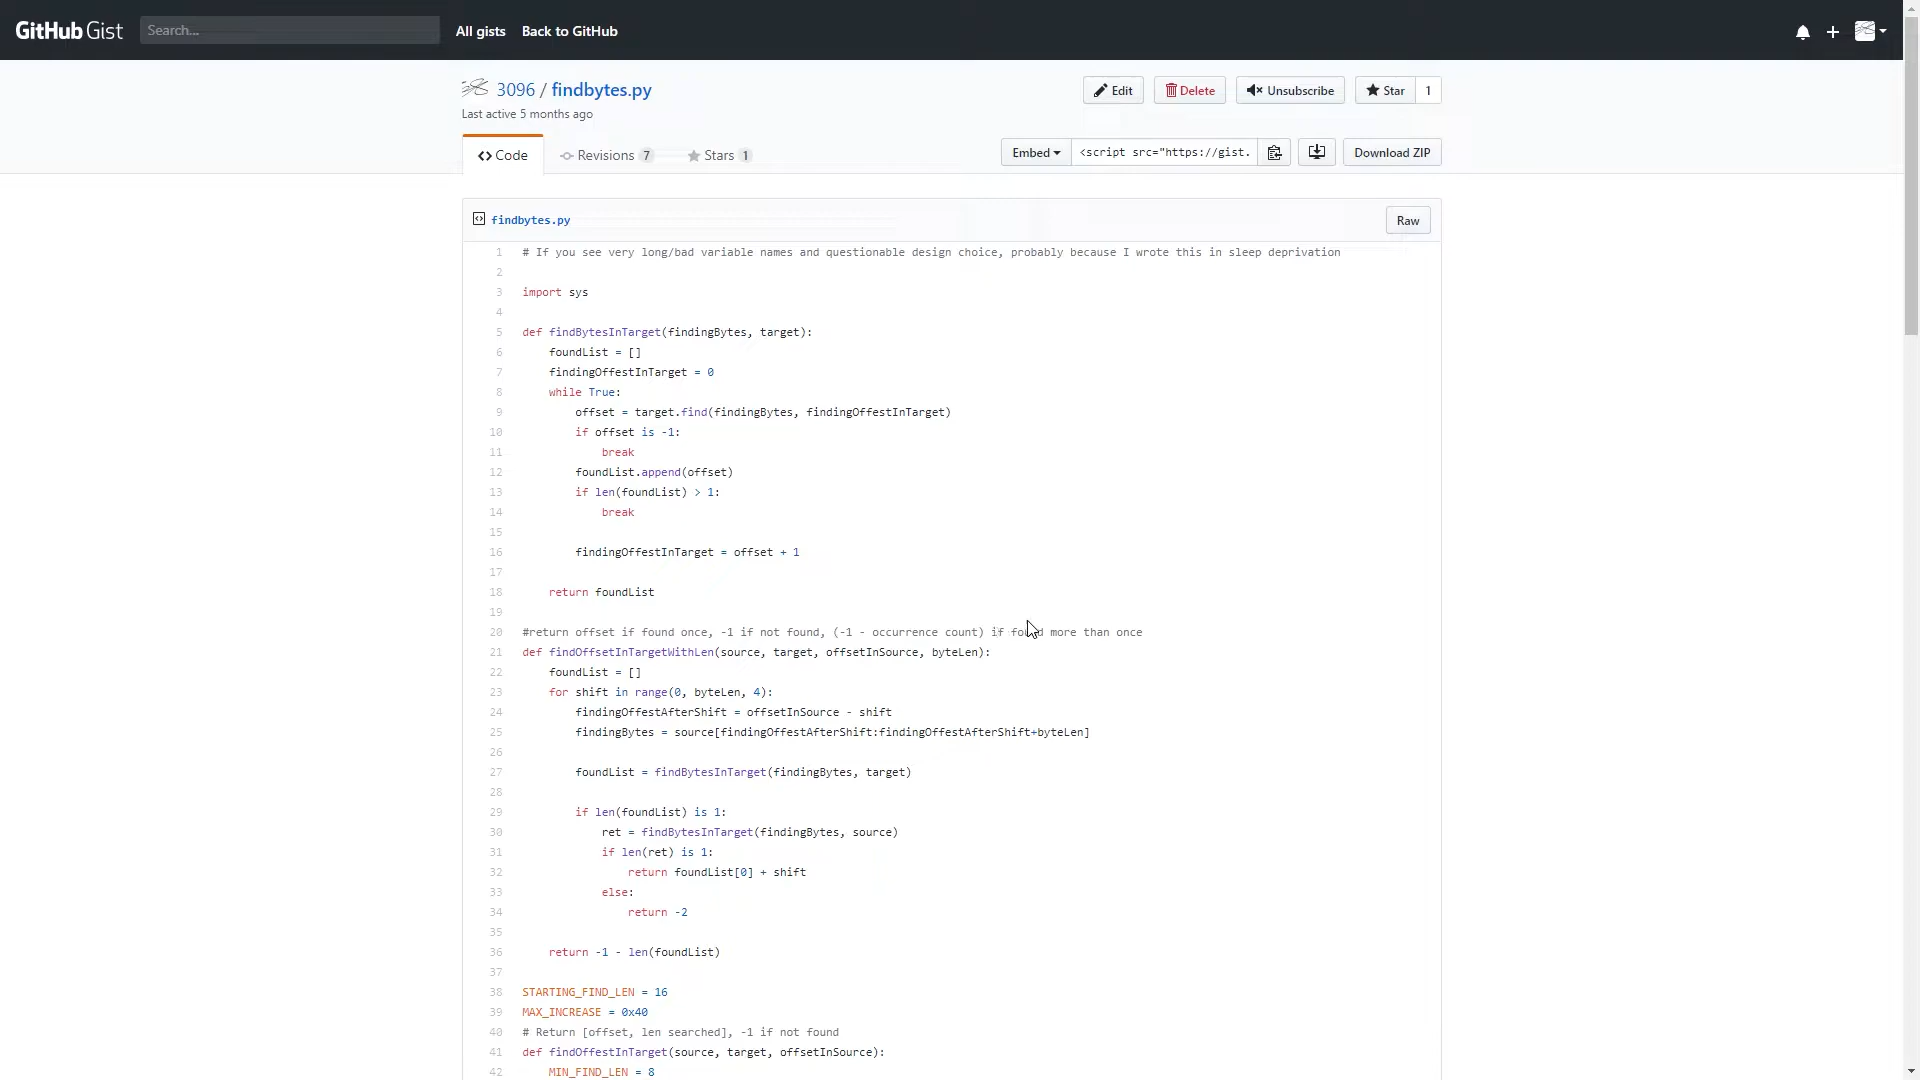 GitHub Gist Search... All gists Back to GitHub
3096 / findbytes.py Edit Delete Unsubscribe Star 1
Last active 5 months ago
Code Revisions 7 Stars 1 Embed <script src="https://gist. Download ZIP
findbytes.py Raw
1 # If you see very long/bad variable names and questionable design choice, probably because I wrote this in sleep deprivation
2
3 import sys
4
5 def findBytesInTarget(findingBytes, target):
6 foundList = []
7 findingOffestInTarget = 0
8 while True:
9 offset = target.find(findingBytes, findingOffestInTarget)
10 if offset is -1:
11 break
12 foundList.append(offset)
13 if len(foundList) > 1:
14 break
15
16 findingOffestInTarget = offset + 1
17
18 return foundList
19
20 #return offset if found once, -1 if not found, (-1 - occurrence count) if found more than once
21 def findOffsetInTargetWithLen(source, target, offsetInSource, byteLen):
22 foundList = []
23 for shift in range(0, byteLen, 4):
24 findingOffestAfterShift = offsetInSource - shift
25 findingBytes = source[findingOffestAfterShift:findingOffestAfterShift+byteLen]
26
27 foundList = findBytesInTarget(findingBytes, target)
28
29 if len(foundList) is 1:
30 ret = findBytesInTarget(findingBytes, source)
31 if len(ret) is 1:
32 return foundList[0] + shift
33 else:
34 return -2
35
36 return -1 - len(foundList)
37
38 STARTING_FIND_LEN = 16
39 MAX_INCREASE = 0x40
40 # Return [offset, len searched], -1 if not found
41 def findOffestInTarget(source, target, offsetInSource):
42 MIN_FIND_LEN = 8